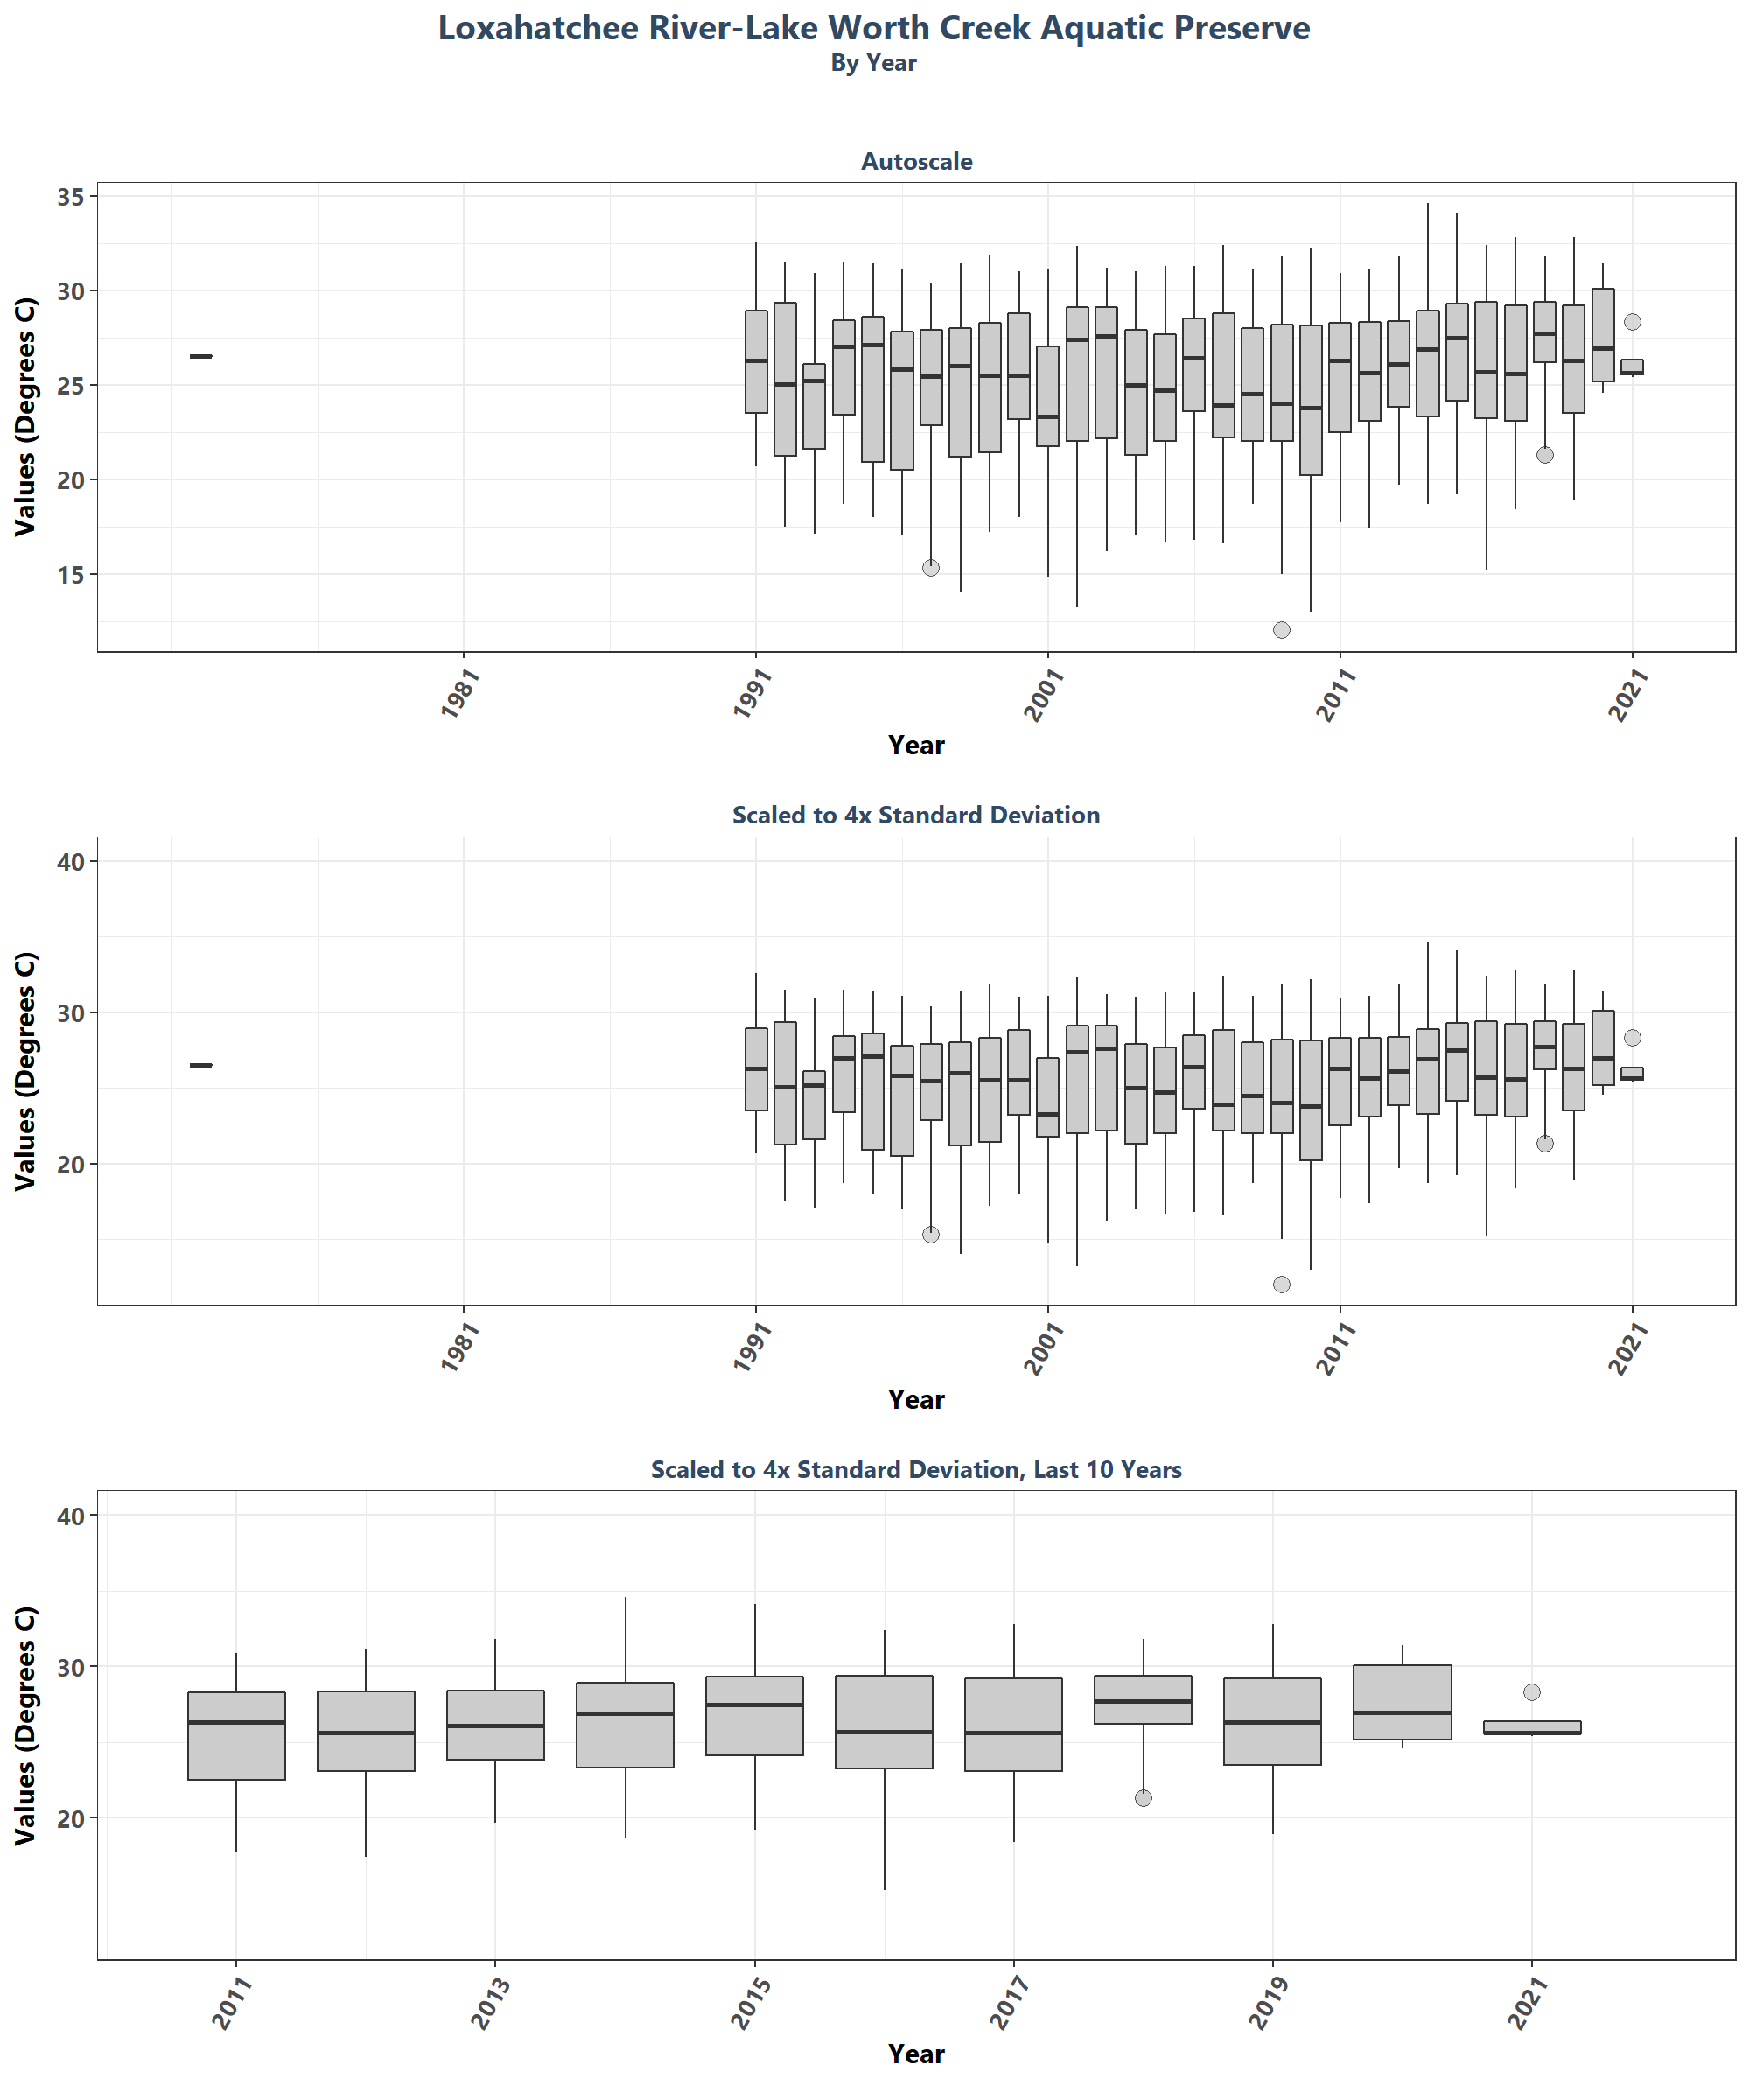 Loxahatchee River-Lake Worth Creek Aquatic Preserve
By Year
Autoscale
Values (Degrees C)
35
30
25
20
15
1981
1991
2001
2011
2021
Year
Scaled to 4x Standard Deviation
Values (Degrees C)
40
30
20
1981
1991
2001
2011
2021
Year
Scaled to 4x Standard Deviation, Last 10 Years
Values (Degrees C)
40
30
20
2011
2013
2015
2017
2019
2021
Year